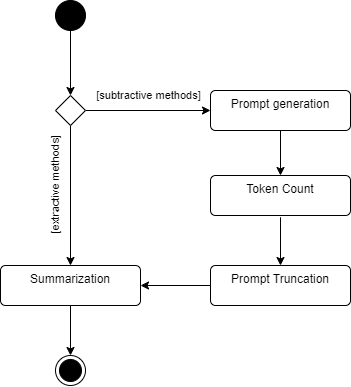 [subtractive methods]
Prompt generation
[extractive methods]
Token Count
Summarization
Prompt Truncation